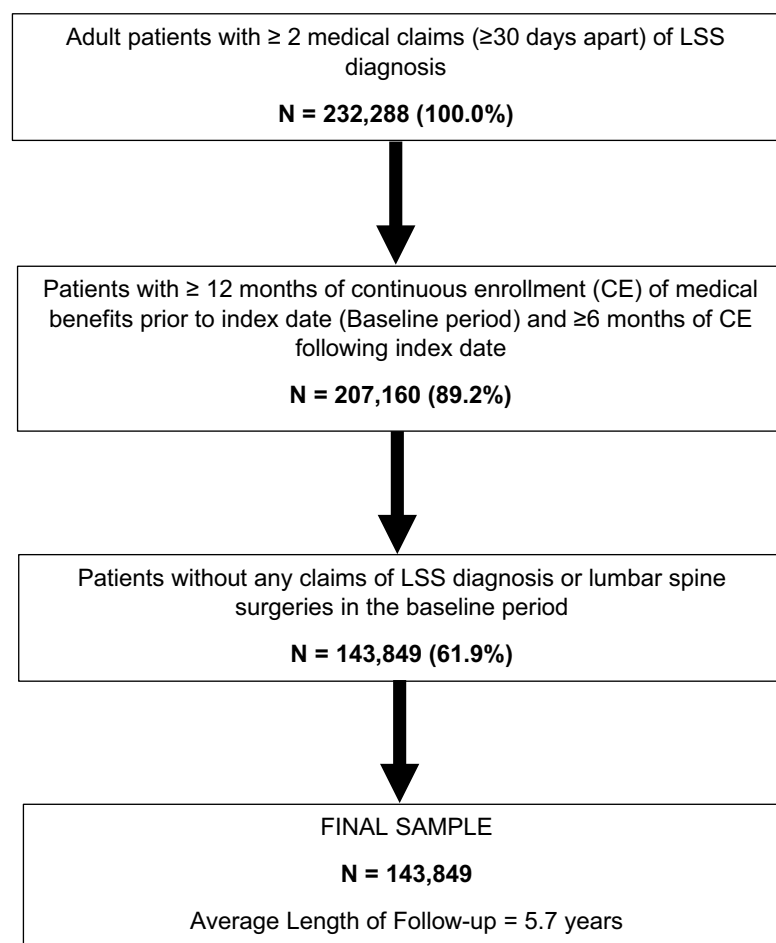 Adult patients with ≥ 2 medical claims (≥30 days apart) of LSS
diagnosis
N = 232,288 (100.0%)
Patients with ≥ 12 months of continuous enrollment (CE) of medical
benefits prior to index date (Baseline period) and ≥6 months of CE
following index date
N = 207,160 (89.2%)
Patients without any claims of LSS diagnosis or lumbar spine
surgeries in the baseline period
N = 143,849 (61.9%)
FINAL SAMPLE
N = 143,849
Average Length of Follow-up = 5.7 years